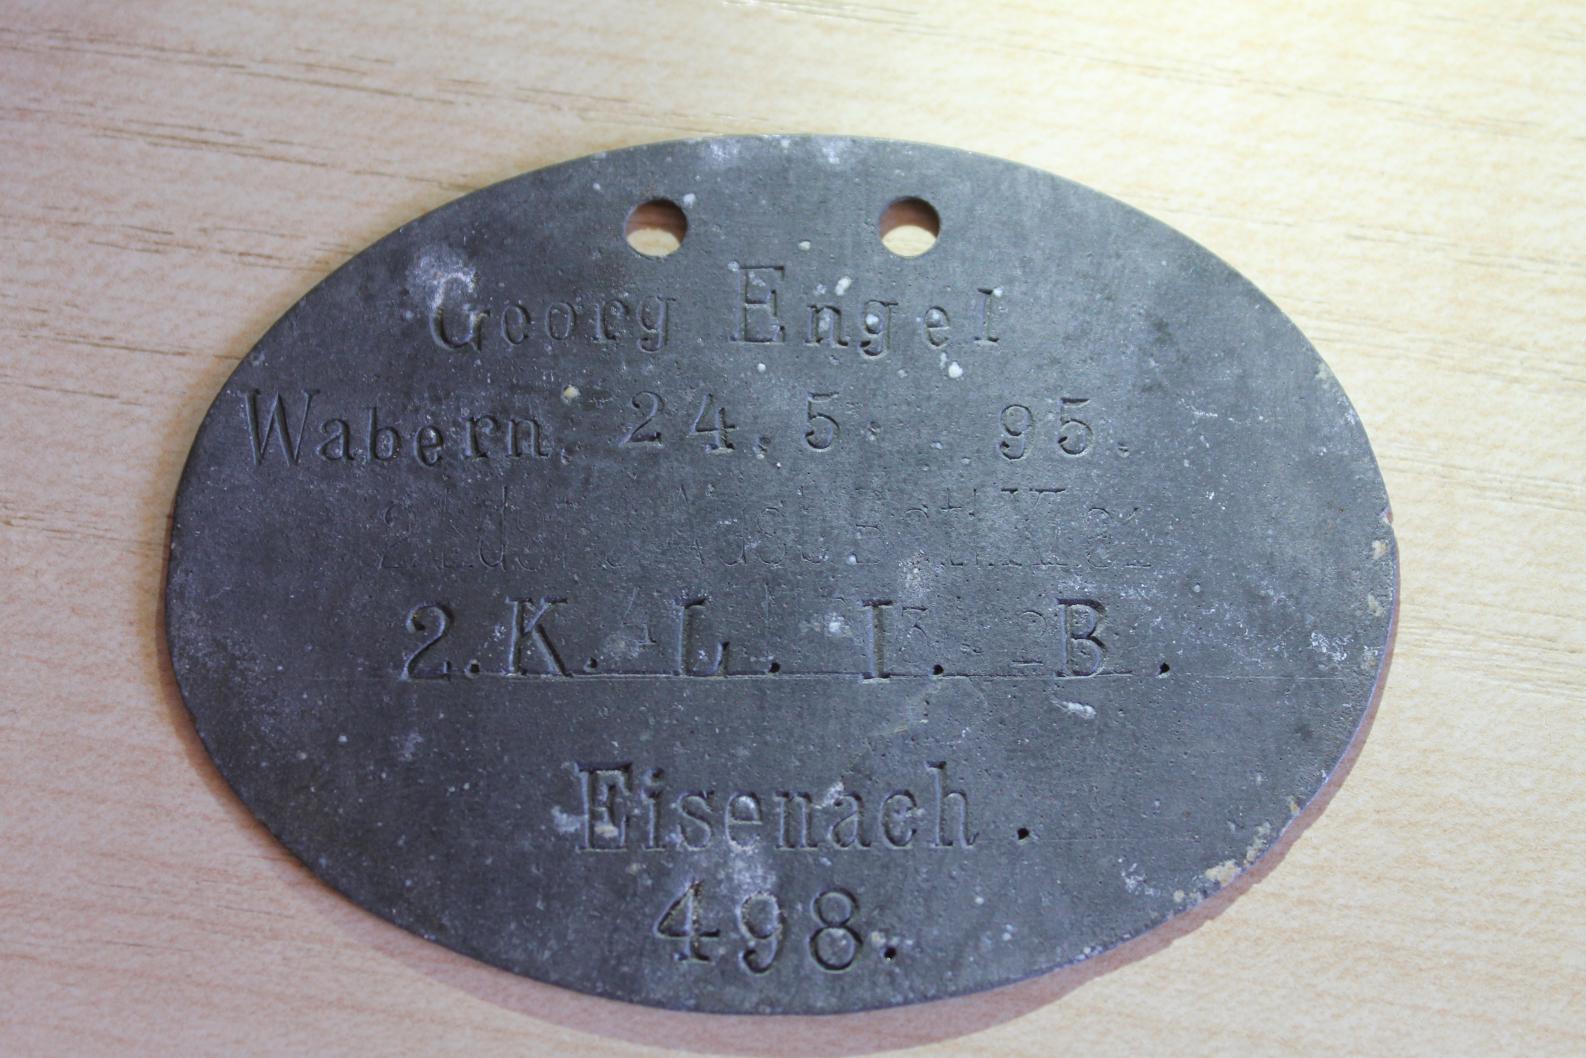 Georg Engel
Wabern, 24.5. 95.
2. K. L. I. B.
Eisenach.
498.